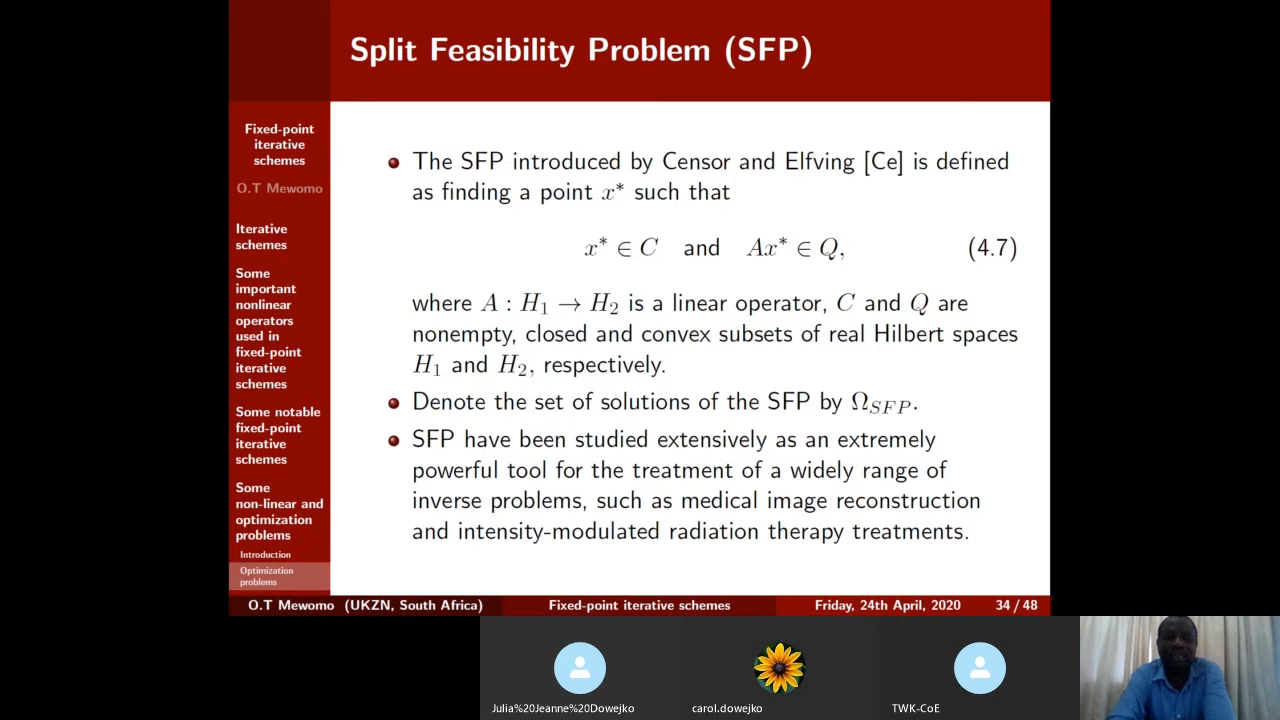 Split Feasibility Problem (SFP)
Fixed-point
iterative
schemes
O.T Mewomo
Iterative
schemes
Some
important
nonlinear
operators
used in
fixed-point
iterative
schemes
Some notable
fixed-point
iterative
schemes
Some
non-linear and
optimization
problems
Introduction
Optimization
problems
The SFP introduced by Censor and Elfving [Ce] is defined
as finding a point x* such that
x* ∈ C and Ax* ∈ Q, (4.7)
where A : H₁ → H₂ is a linear operator, C and Q are
nonempty, closed and convex subsets of real Hilbert spaces
H₁ and H₂, respectively.
Denote the set of solutions of the SFP by Ω_SFP.
SFP have been studied extensively as an extremely
powerful tool for the treatment of a widely range of
inverse problems, such as medical image reconstruction
and intensity-modulated radiation therapy treatments.
O.T Mewomo (UKZN, South Africa) Fixed-point iterative schemes Friday, 24th April, 2020 34 / 48
Julia%20Jeanne%20Dowejko carol.dowejko TWK-CoE